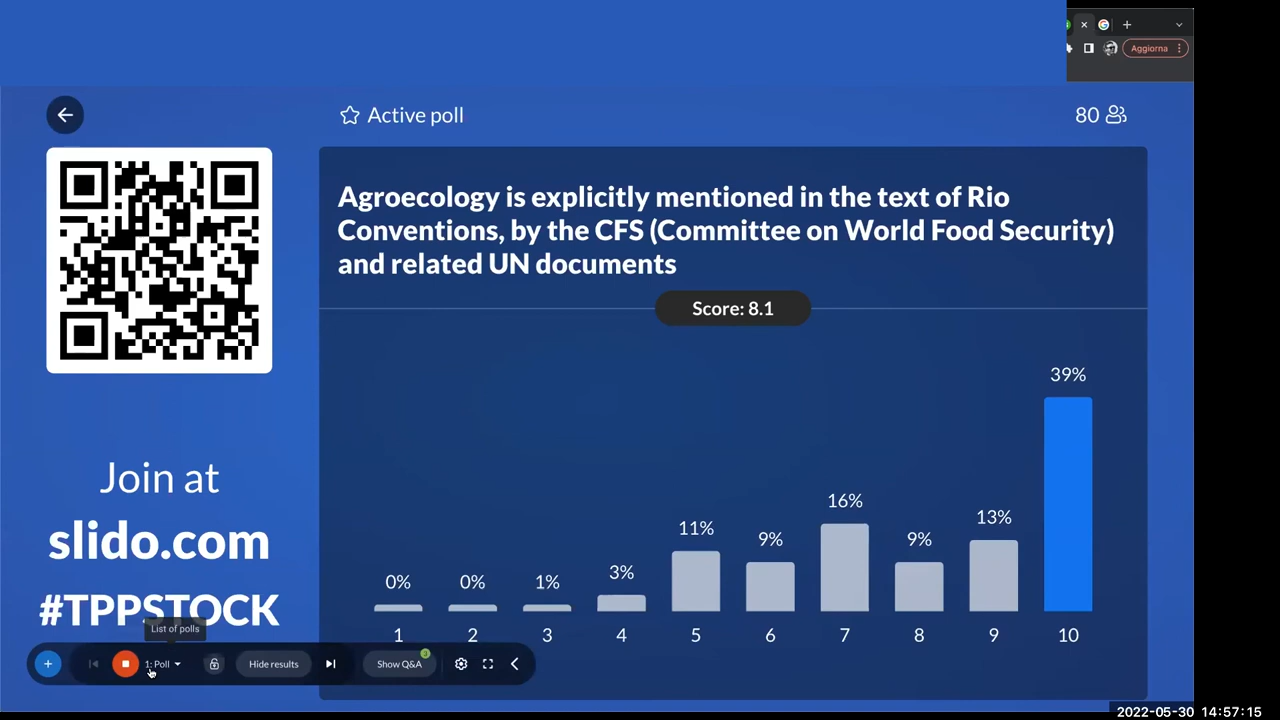 Aggiorna
Active poll
80
Agroecology is explicitly mentioned in the text of Rio
Conventions, by the CFS (Committee on World Food Security)
and related UN documents
Score: 8.1
39%
16%
13%
11%
9%
9%
3%
0%
0%
1%
1 2 3 4 5 6 7 8 9 10
Join at
slido.com
#TPPSTOCK
List of polls
1: Poll
Hide results
Show Q&A
3
2022-05-30 14:57:15